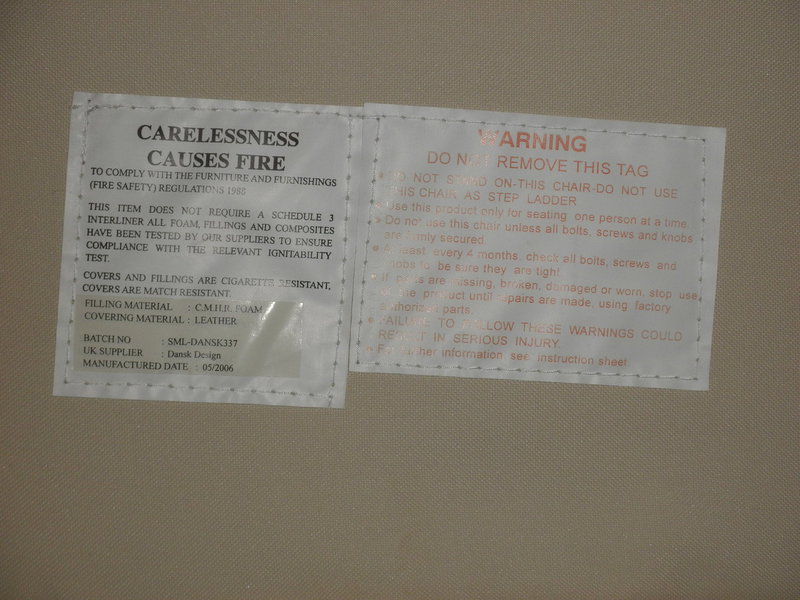 CARELESSNESS
CAUSES FIRE
TO COMPLY WITH THE FURNITURE AND FURNISHINGS
(FIRE SAFETY) REGULATIONS 1988
THIS ITEM DOES NOT REQUIRE A SCHEDULE 3
INTERLINER ALL FOAM, FILLINGS AND COMPOSITES
HAVE BEEN TESTED BY OUR SUPPLIERS TO ENSURE
COMPLIANCE WITH THE RELEVANT IGNITABILITY
TEST.
COVERS AND FILLINGS ARE CIGARETTE RESISTANT,
COVERS ARE MATCH RESISTANT.
FILLING MATERIAL : C.M.H.R. FOAM
COVERING MATERIAL : LEATHER
BATCH NO : SML-DANSK337
UK SUPPLIER : Dansk Design
MANUFACTURED DATE : 05/2006
WARNING
DO NOT REMOVE THIS TAG
DO NOT STAND ON-THIS CHAIR-DO NOT USE
THIS CHAIR AS STEP LADDER
Use this product only for seating one person at a time.
Do not use this chair unless all bolts, screws and knobs
are firmly secured.
At least every 4 months, check all bolts, screws and
knobs to be sure they are tight.
If parts are missing, broken, damaged or worn, stop use
of the product until repairs are made, using factory
authorized parts.
FAILURE TO FOLLOW THESE WARNINGS COULD
RESULT IN SERIOUS INJURY.
For further information see instruction sheet